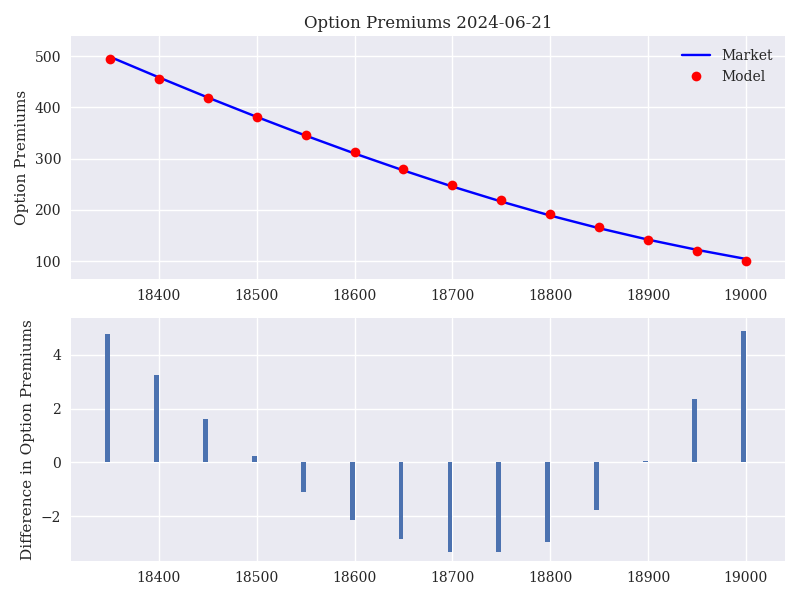 Option Premiums 2024-06-21
Option Premiums
500
400
300
200
100
Market
Model
18400 18500 18600 18700 18800 18900 19000
Difference in Option Premiums
4
2
0
−2
18400 18500 18600 18700 18800 18900 19000